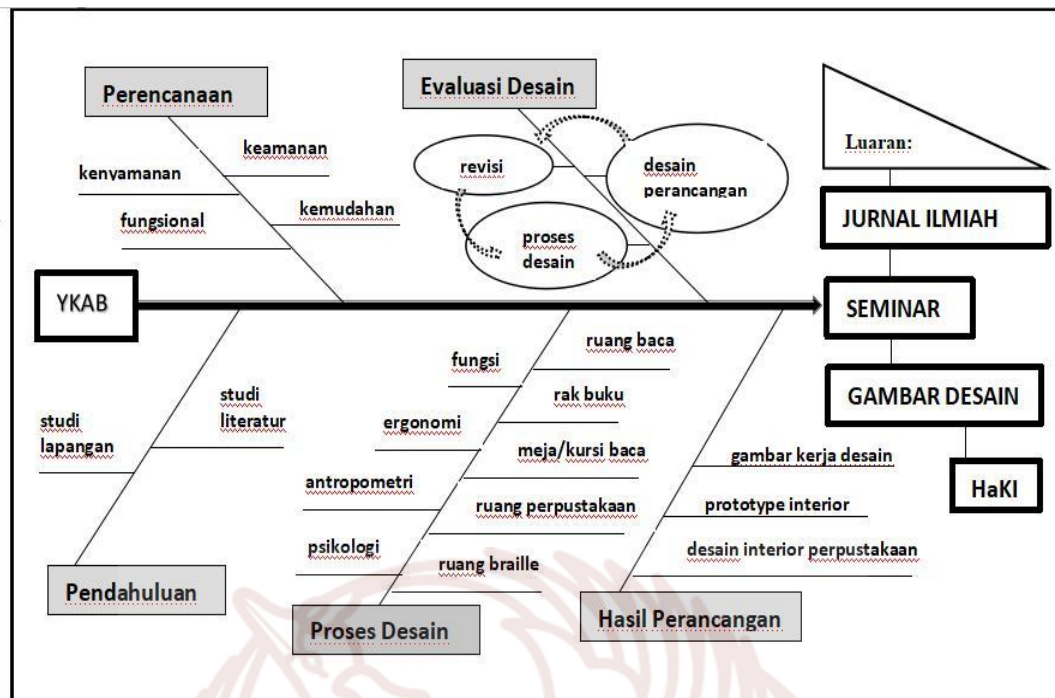 Perencanaan
keamanan
kenyamanan
kemudahan
fungsional
Evaluasi Desain
revisi
desain
perancangan
proses
desain
Luaran:
JURNAL ILMIAH
YKAB
SEMINAR
GAMBAR DESAIN
HaKI
studi
lapangan
studi
literatur
Pendahuluan
fungsi
ergonomi
antropometri
psikologi
ruang baca
rak buku
meja/kursi baca
ruang perpustakaan
ruang braille
Proses Desain
gambar kerja desain
prototype interior
desain interior perpustakaan
Hasil Perancangan